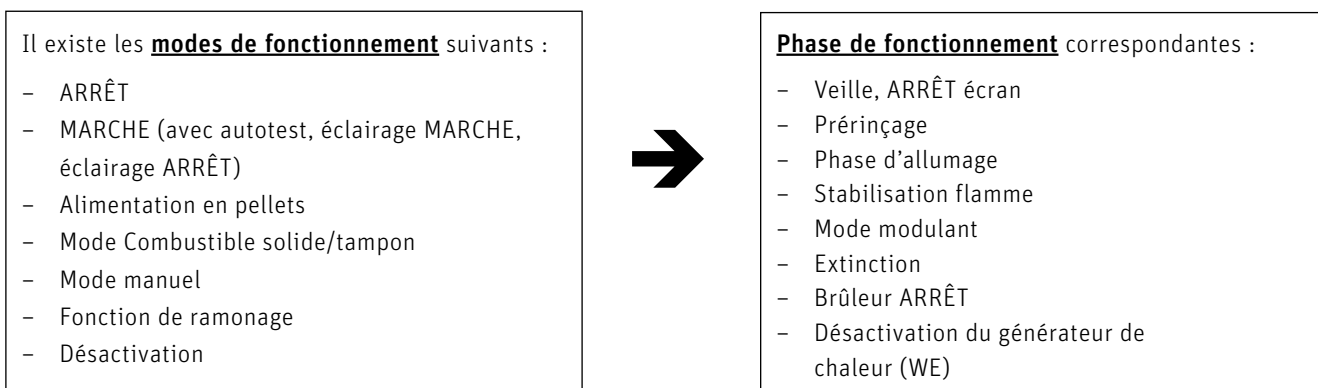 Il existe les modes de fonctionnement suivants :
– ARRÊT
– MARCHE (avec autotest, éclairage MARCHE,
éclairage ARRÊT)
– Alimentation en pellets
– Mode Combustible solide/tampon
– Mode manuel
– Fonction de ramonage
– Désactivation
Phase de fonctionnement correspondantes :
– Veille, ARRÊT écran
– Prérinçage
– Phase d’allumage
– Stabilisation flamme
– Mode modulant
– Extinction
– Brûleur ARRÊT
– Désactivation du générateur de
chaleur (WE)